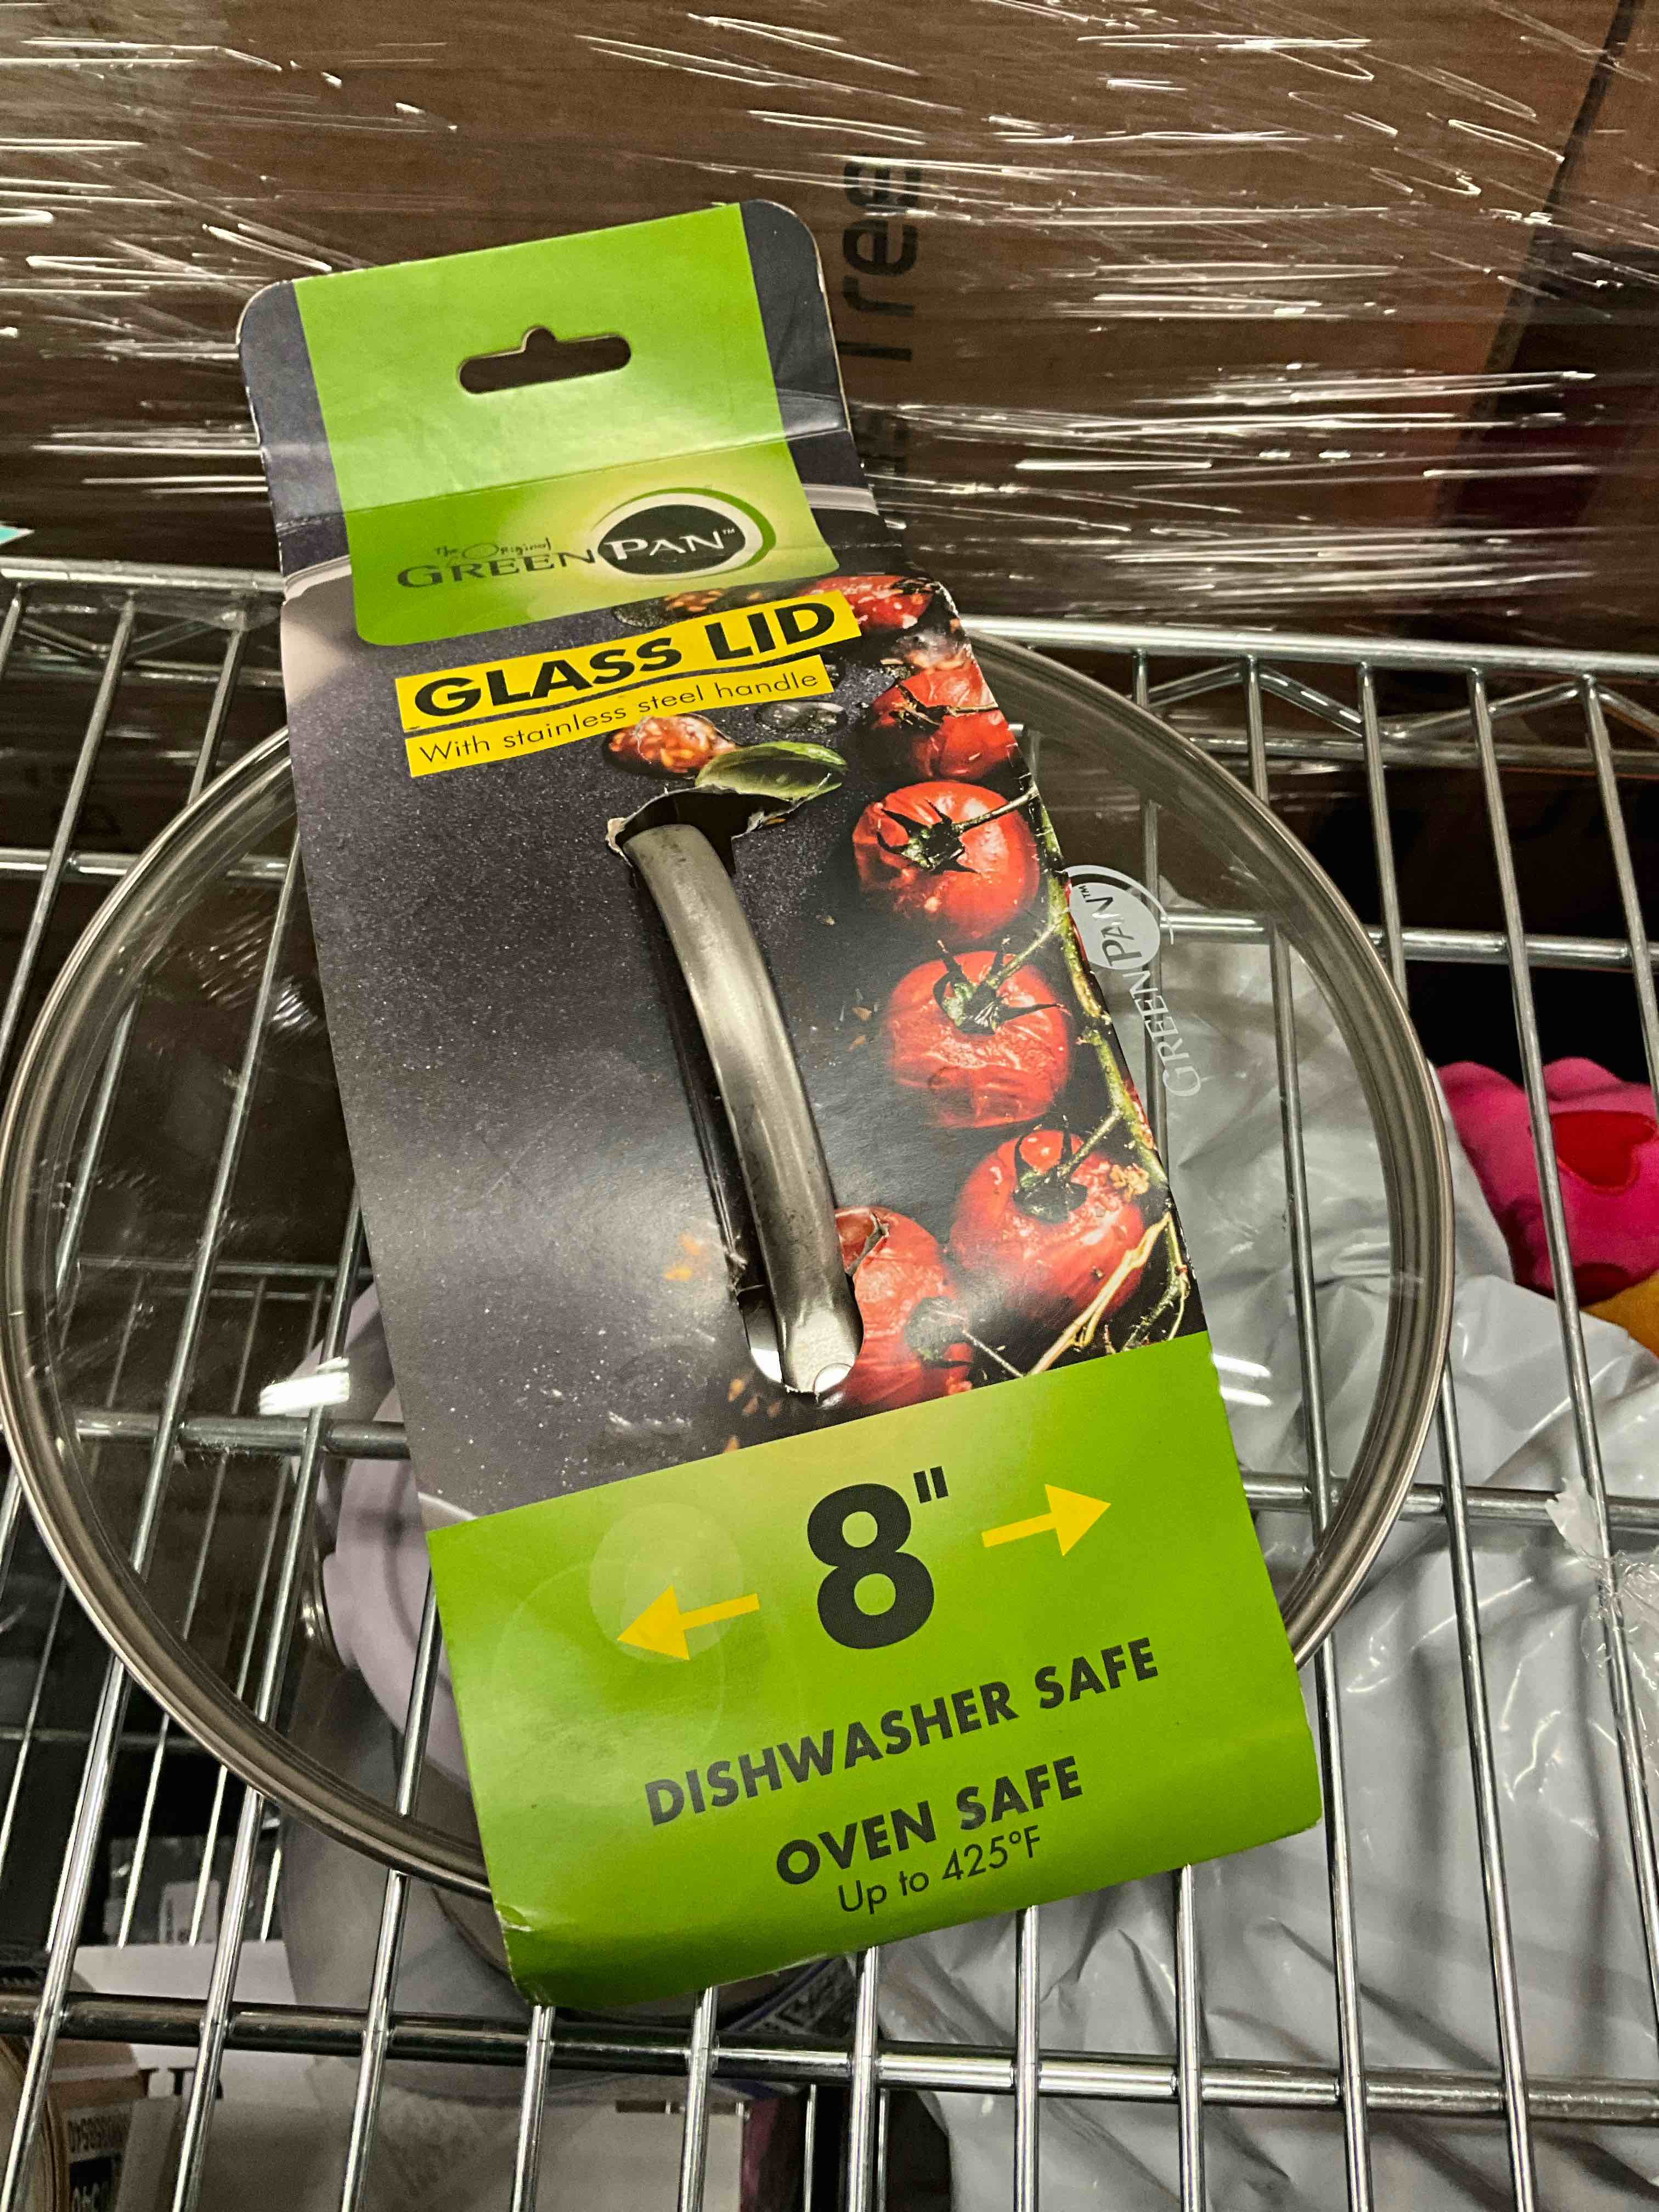 Tree
The Original
GREENPAN™
GLASS LID
With stainless steel handle
GREENPAN™
8"
DISHWASHER SAFE
OVEN SAFE
Up to 425°F